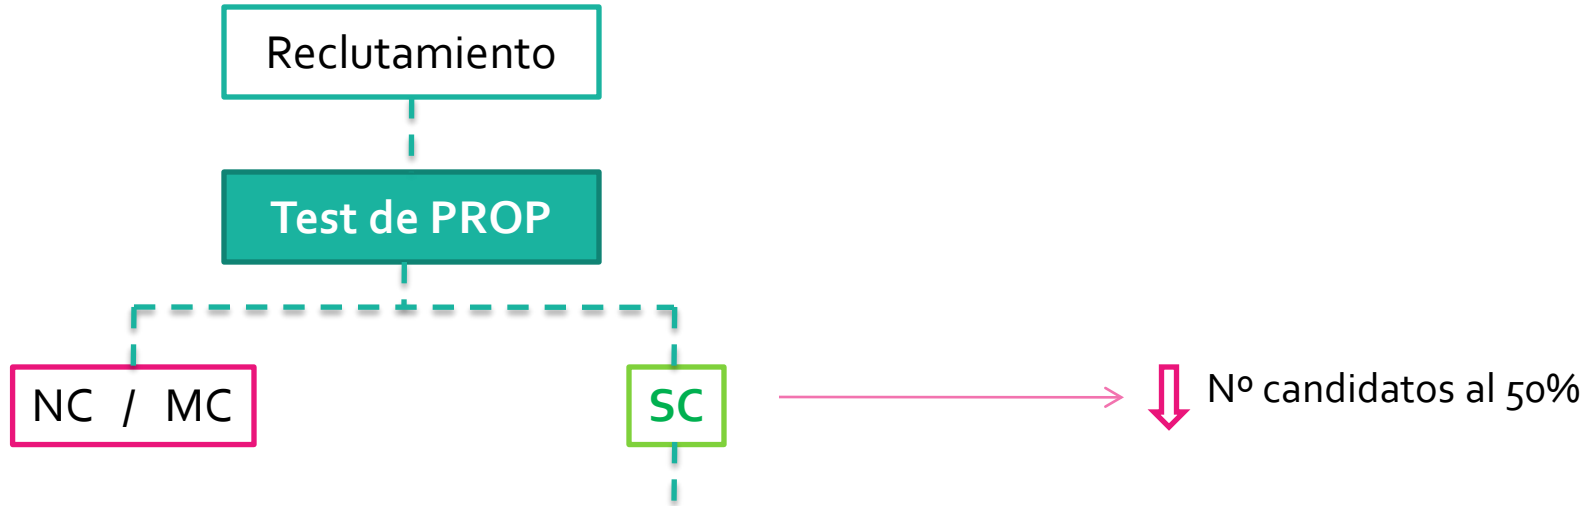 Reclutamiento
Test de PROP
NC / MC
SC
Nº candidatos al 50%